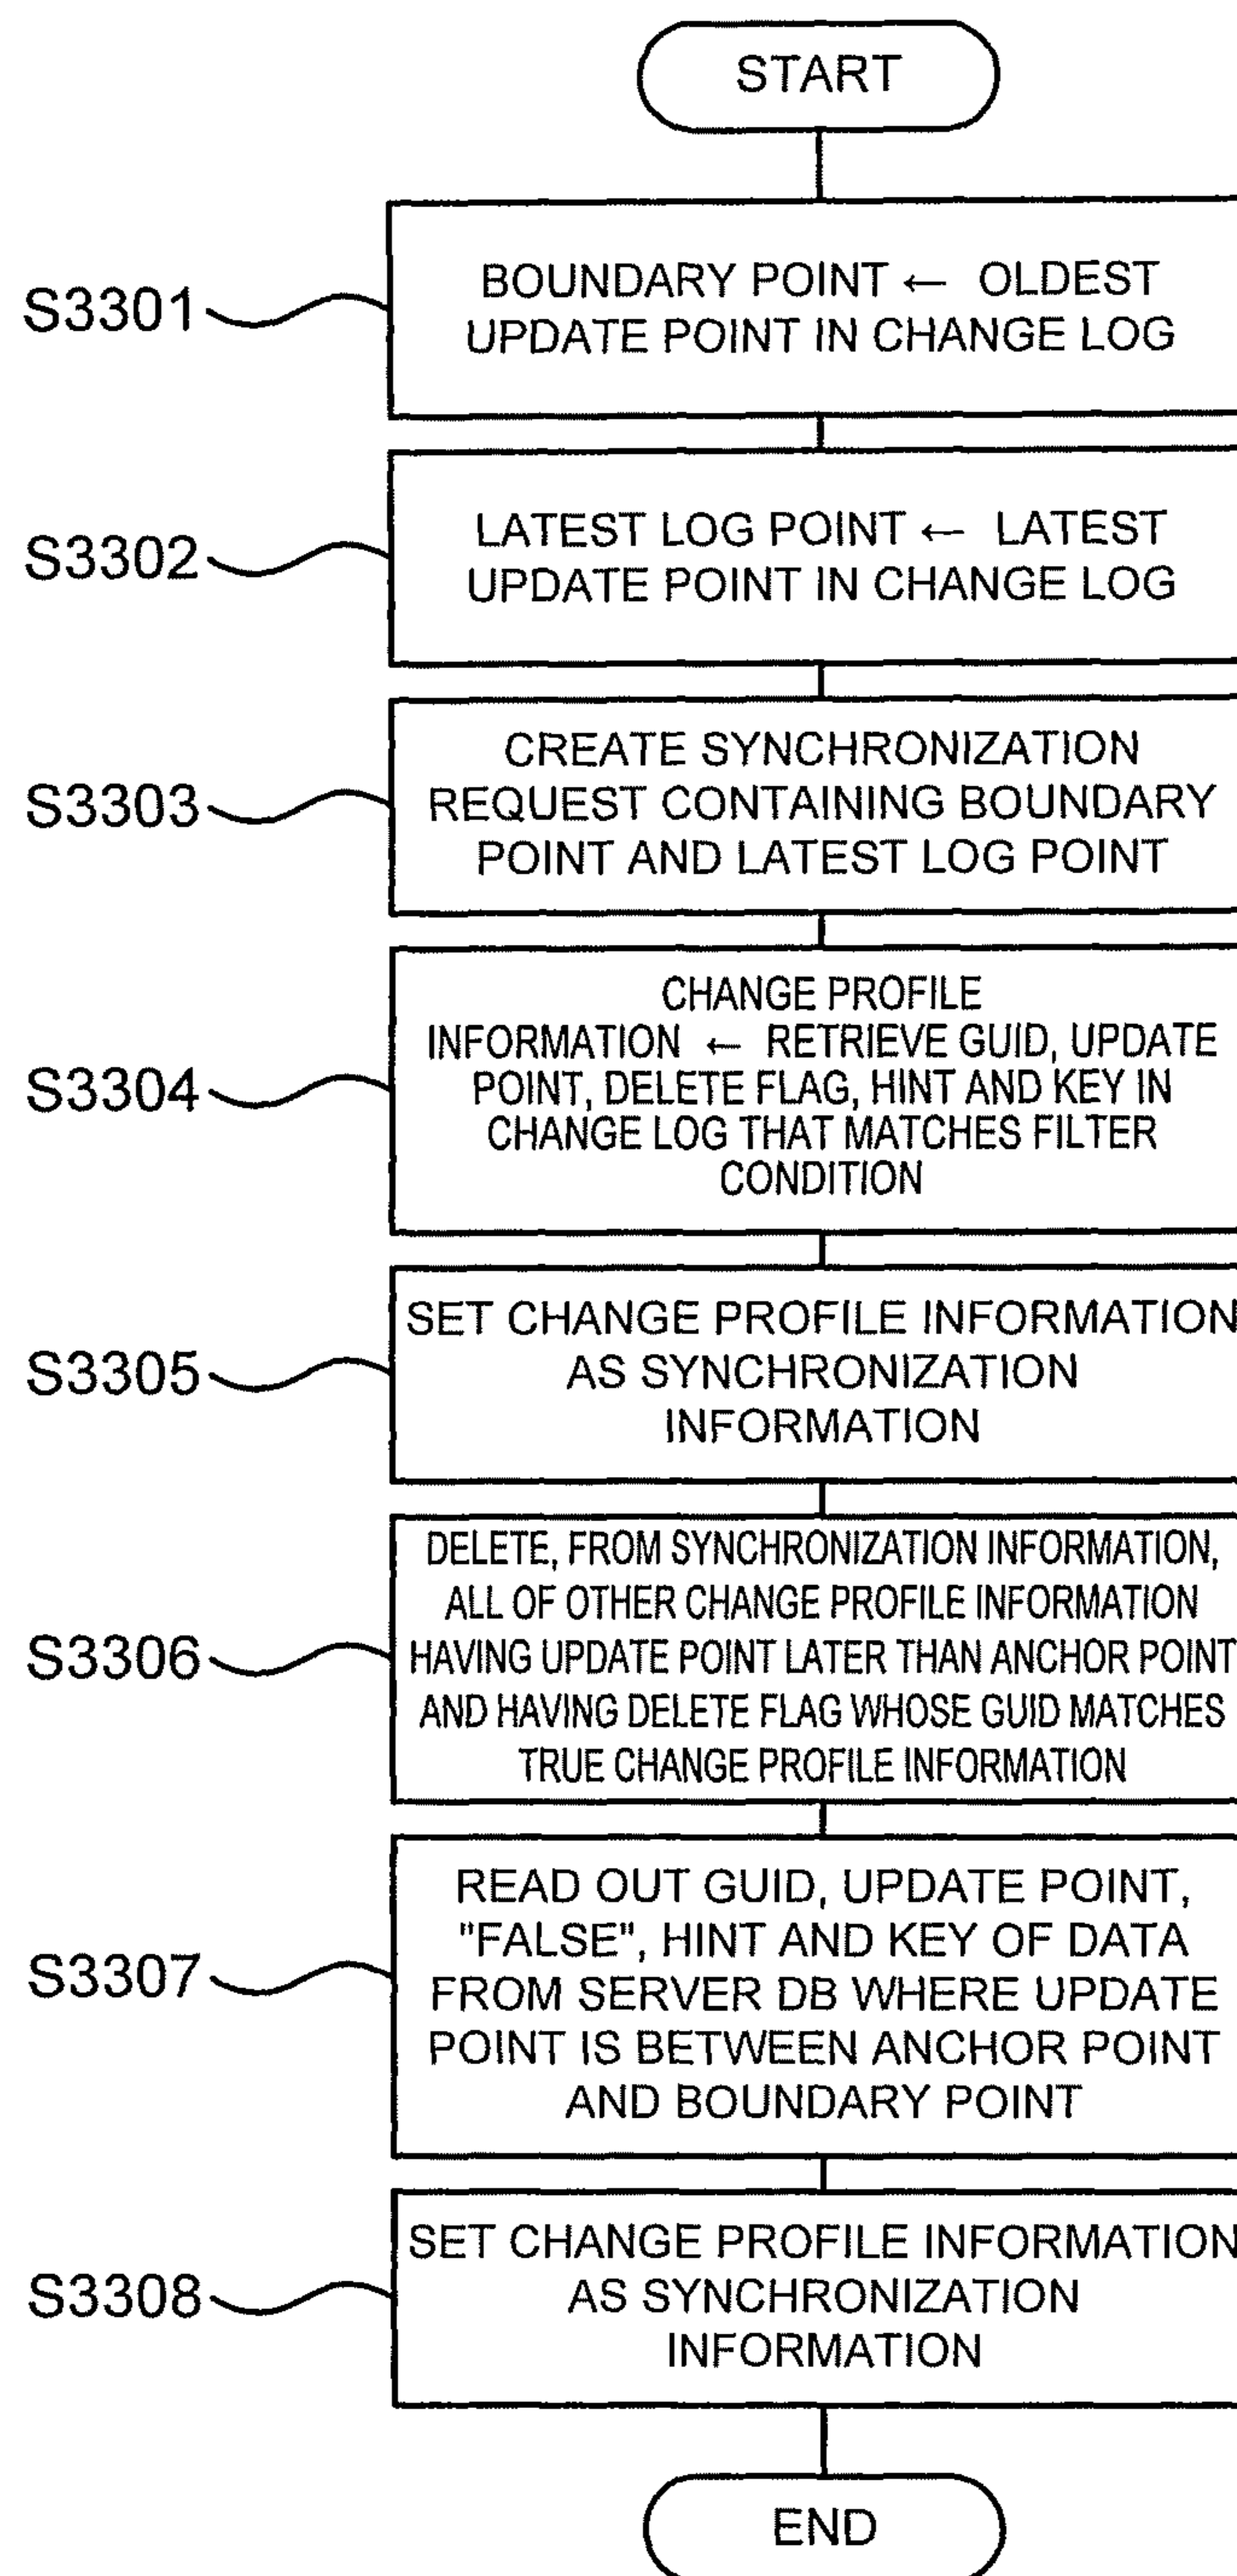 START
S3301
BOUNDARY POINT ← OLDEST
UPDATE POINT IN CHANGE LOG
S3302
LATEST LOG POINT ← LATEST
UPDATE POINT IN CHANGE LOG
S3303
CREATE SYNCHRONIZATION
REQUEST CONTAINING BOUNDARY
POINT AND LATEST LOG POINT
S3304
CHANGE PROFILE
INFORMATION ← RETRIEVE GUID, UPDATE
POINT, DELETE FLAG, HINT AND KEY IN
CHANGE LOG THAT MATCHES FILTER
CONDITION
S3305
SET CHANGE PROFILE INFORMATION
AS SYNCHRONIZATION
INFORMATION
S3306
DELETE, FROM SYNCHRONIZATION INFORMATION,
ALL OF OTHER CHANGE PROFILE INFORMATION
HAVING UPDATE POINT LATER THAN ANCHOR POINT
AND HAVING DELETE FLAG WHOSE GUID MATCHES
TRUE CHANGE PROFILE INFORMATION
S3307
READ OUT GUID, UPDATE POINT,
"FALSE", HINT AND KEY OF DATA
FROM SERVER DB WHERE UPDATE
POINT IS BETWEEN ANCHOR POINT
AND BOUNDARY POINT
S3308
SET CHANGE PROFILE INFORMATION
AS SYNCHRONIZATION
INFORMATION
END